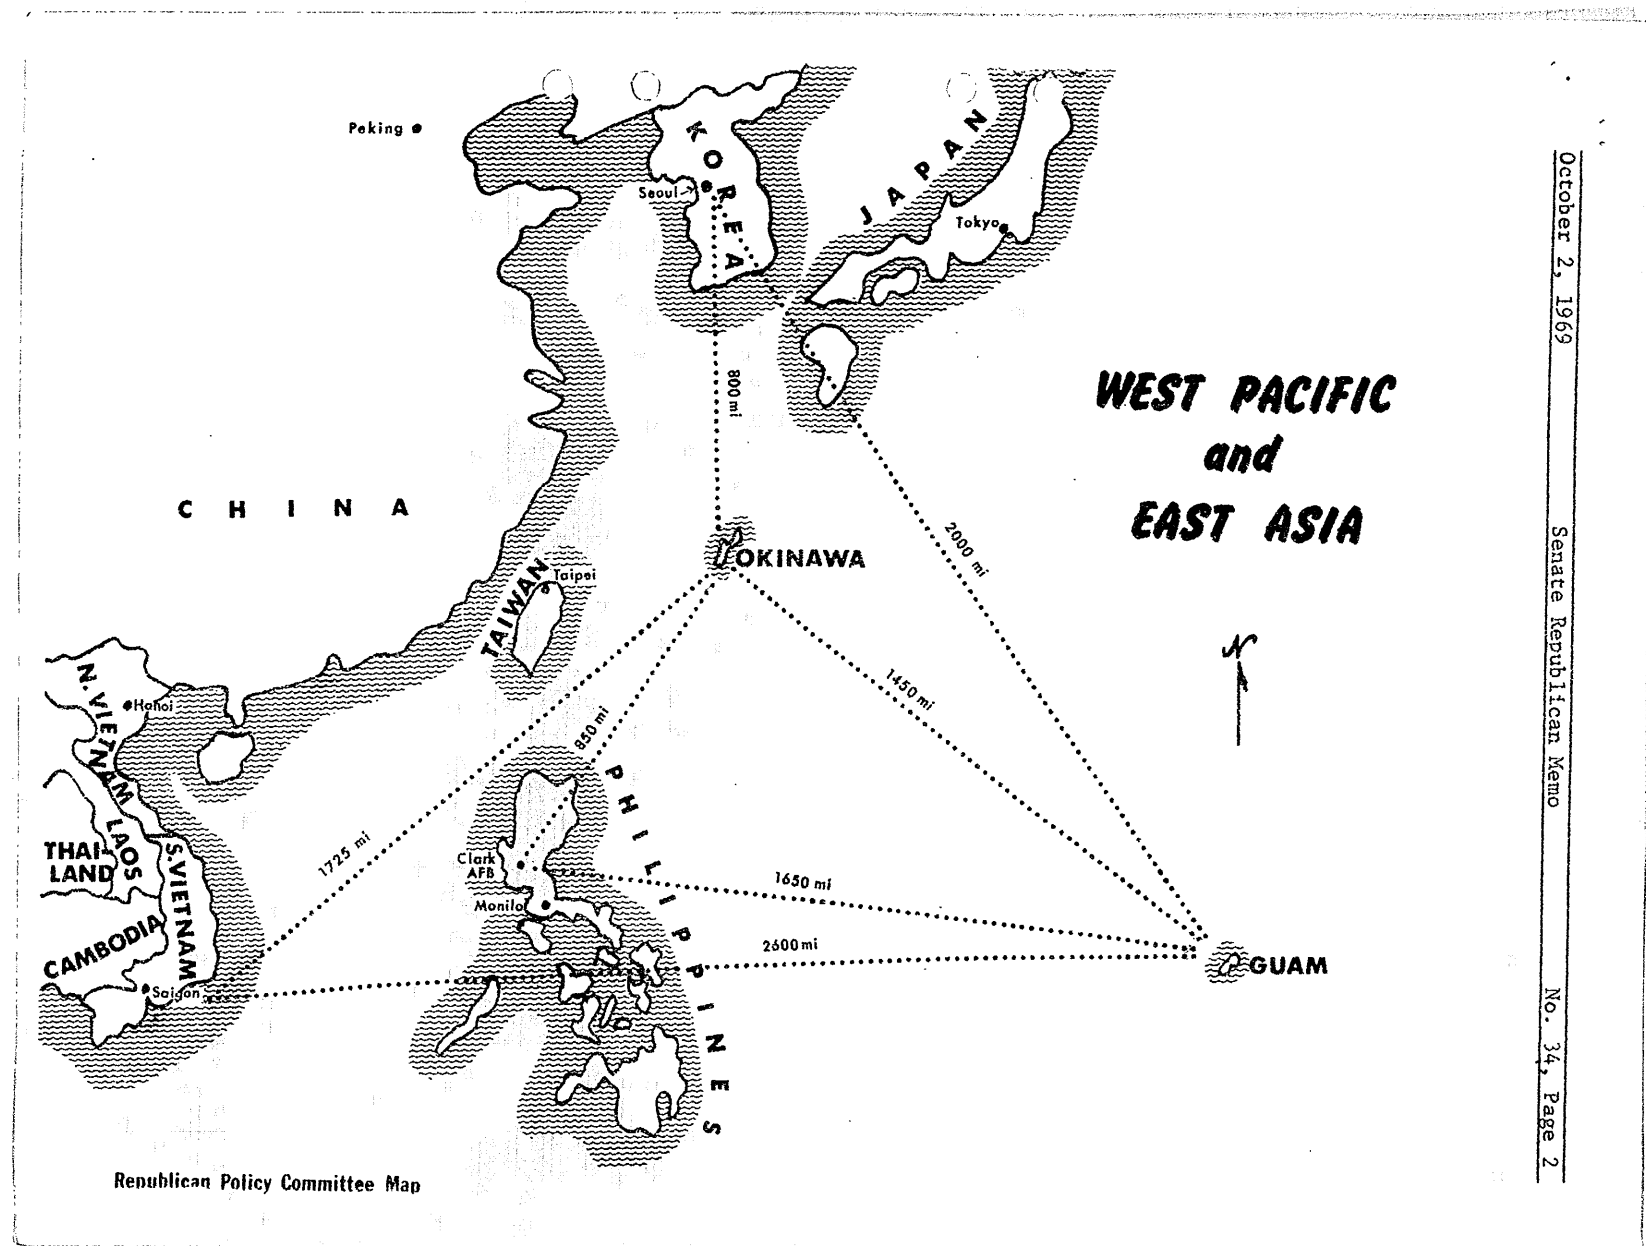 October 2, 1969 Senate Republican Memo No. 34, Page 2
Peking
KOREA
Seoul
JAPAN
Tokyo
800 mi
WEST PACIFIC
and
EAST ASIA
CHINA
2000 mi
OKINAWA
TAIWAN
Taipei
N
1450 mi
N. VIETNAM
Hanoi
850 mi
PHILIPPINES
LAOS
THAI-
LAND
S. VIETNAM
1725 mi
Clark
AFB
1650 mi
Manila
CAMBODIA
2600 mi
GUAM
Saigon
Republican Policy Committee Map